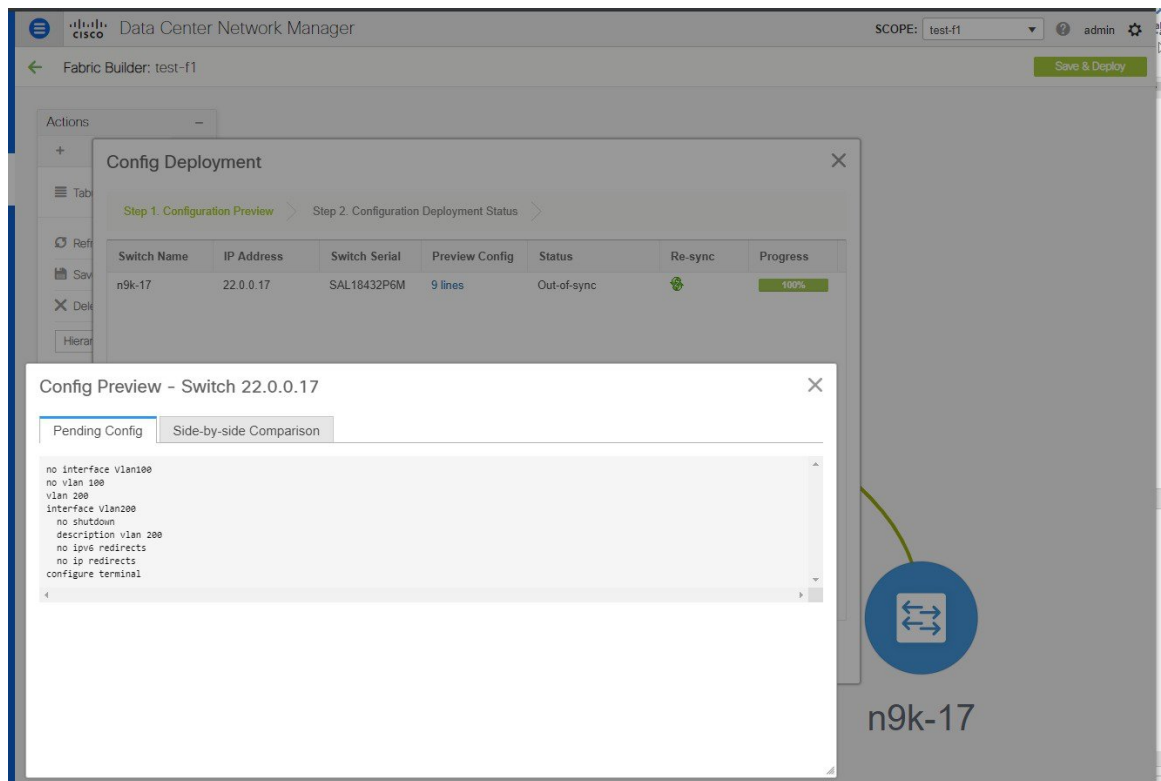 cisco Data Center Network Manager
SCOPE: test-f1 admin
Fabric Builder: test-f1
Save & Deploy
Actions
Config Deployment
Step 1. Configuration Preview
Step 2. Configuration Deployment Status
Switch Name IP Address Switch Serial Preview Config Status Re-sync Progress
n9k-17 22.0.0.17 SAL18432P6M 9 lines Out-of-sync 100%
Config Preview - Switch 22.0.0.17
Pending Config Side-by-side Comparison
no interface Vlan100
no vlan 100
vlan 200
interface Vlan200
no shutdown
description vlan 200
no ipv6 redirects
no ip redirects
configure terminal
n9k-17